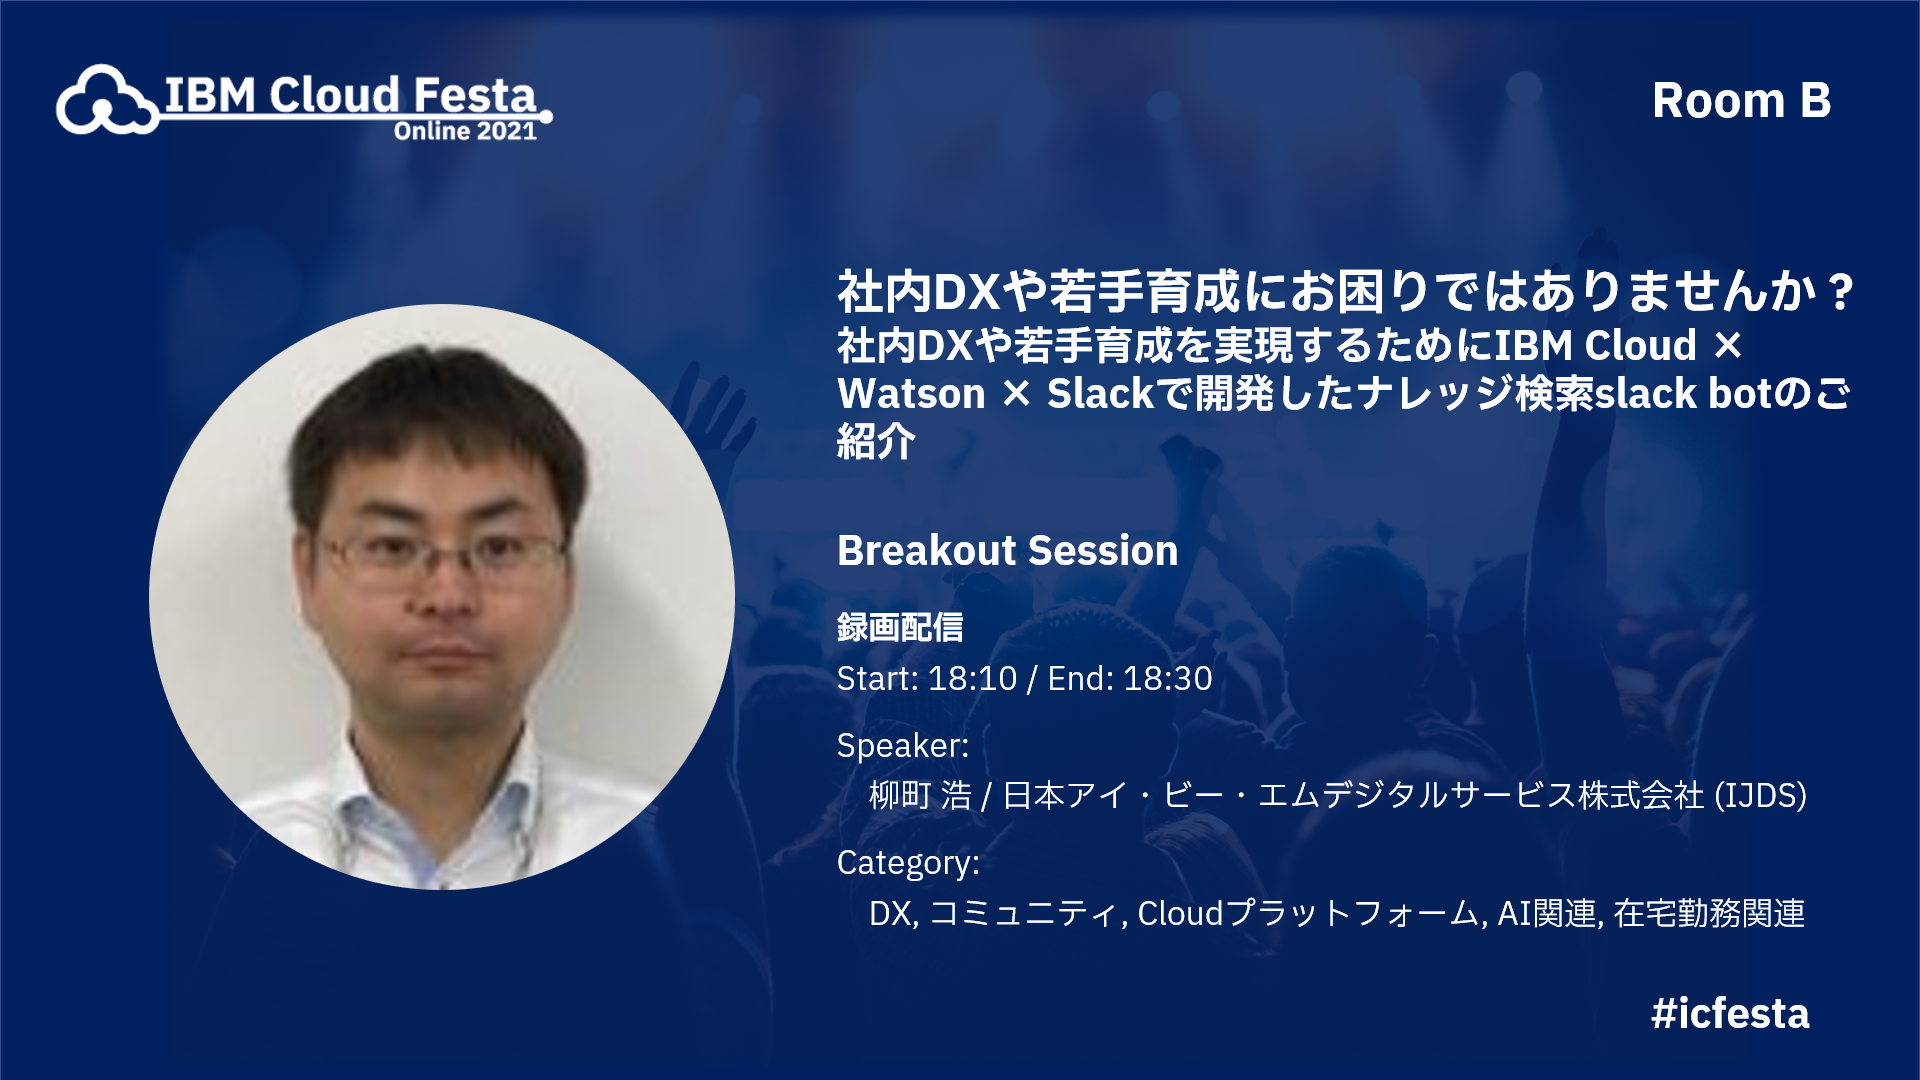 IBM Cloud Festa
Online 2021
Room B
社内DXや若手育成にお困りではありませんか？
社内DXや若手育成を実現するためにIBM Cloud ×
Watson × Slackで開発したナレッジ検索slack botのご
紹介
Breakout Session
録画配信
Start: 18:10 / End: 18:30
Speaker:
柳町 浩 / 日本アイ・ビー・エムデジタルサービス株式会社 (IJDS)
Category:
DX, コミュニティ, Cloudプラットフォーム, AI関連, 在宅勤務関連
#icfesta